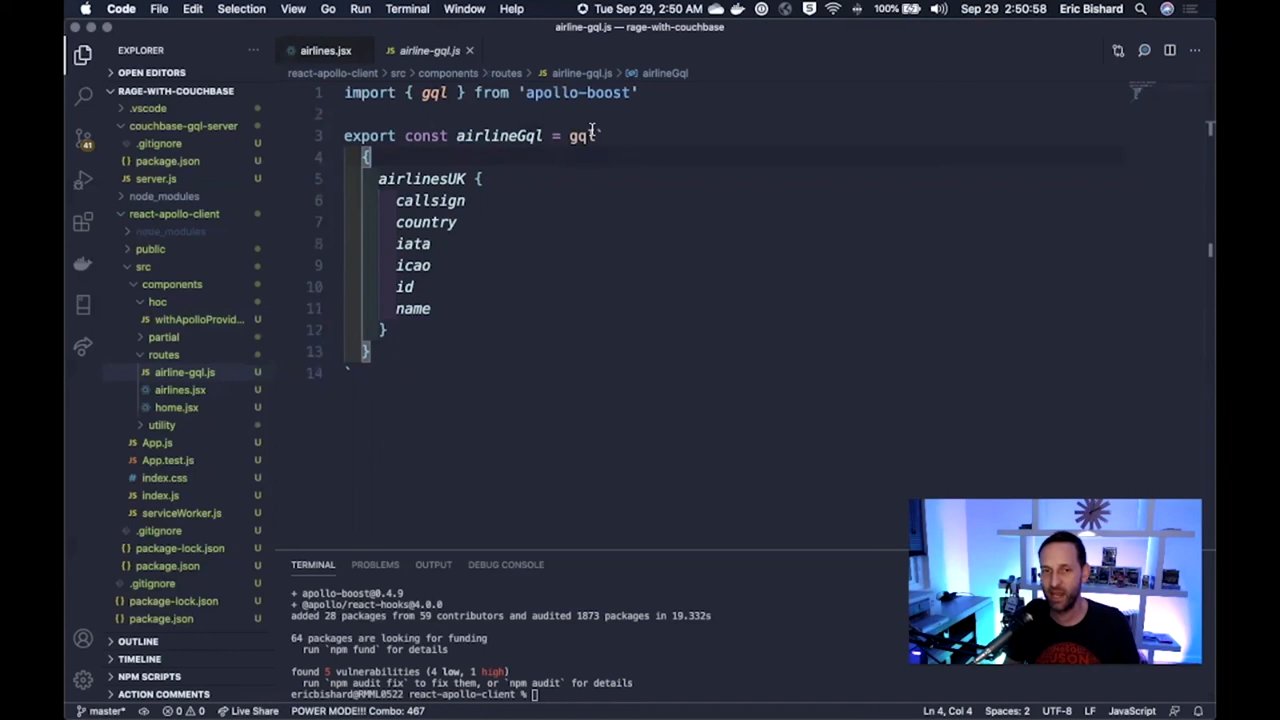 Code File Edit Selection View Go Run Terminal Window Help
Tue Sep 29, 2:50 AM 100% Sep 29 2:50:58 Eric Bishard
airline-gql.js — rage-with-couchbase
EXPLORER
OPEN EDITORS
RAGE-WITH-COUCHBASE
.vscode
couchbase-gql-server
.gitignore U
package.json U
server.js U
node_modules
react-apollo-client
node_modules
public
src
components
hoc
withApolloProvid... U
partial
routes
airline-gql.js U
airlines.jsx U
home.jsx U
utility
App.js U
App.test.js U
index.css U
index.js U
serviceWorker.js U
.gitignore U
package-lock.json U
package.json U
.gitignore U
package-lock.json U
package.json U
OUTLINE
TIMELINE
NPM SCRIPTS
ACTION COMMENTS
41
airlines.jsx airline-gql.js
react-apollo-client > src > components > routes > airline-gql.js > airlineGql
1 import { gql } from 'apollo-boost'
2
3 export const airlineGql = gql`
4 {
5 airlinesUK {
6 callsign
7 country
8 iata
9 icao
10 id
11 name
12 }
13 }
14 `
TERMINAL PROBLEMS OUTPUT DEBUG CONSOLE
+ apollo-boost@0.4.9
+ @apollo/react-hooks@4.0.0
added 28 packages from 59 contributors and audited 1873 packages in 19.332s
64 packages are looking for funding
run `npm fund` for details
found 5 vulnerabilities (4 low, 1 high)
run `npm audit fix` to fix them, or `npm audit` for details
ericbishard@RMML0522 react-apollo-client %
master* 0 0 Live Share POWER MODE!!! Combo: 467 Ln 4, Col 4 Spaces: 2 UTF-8 LF JavaScript